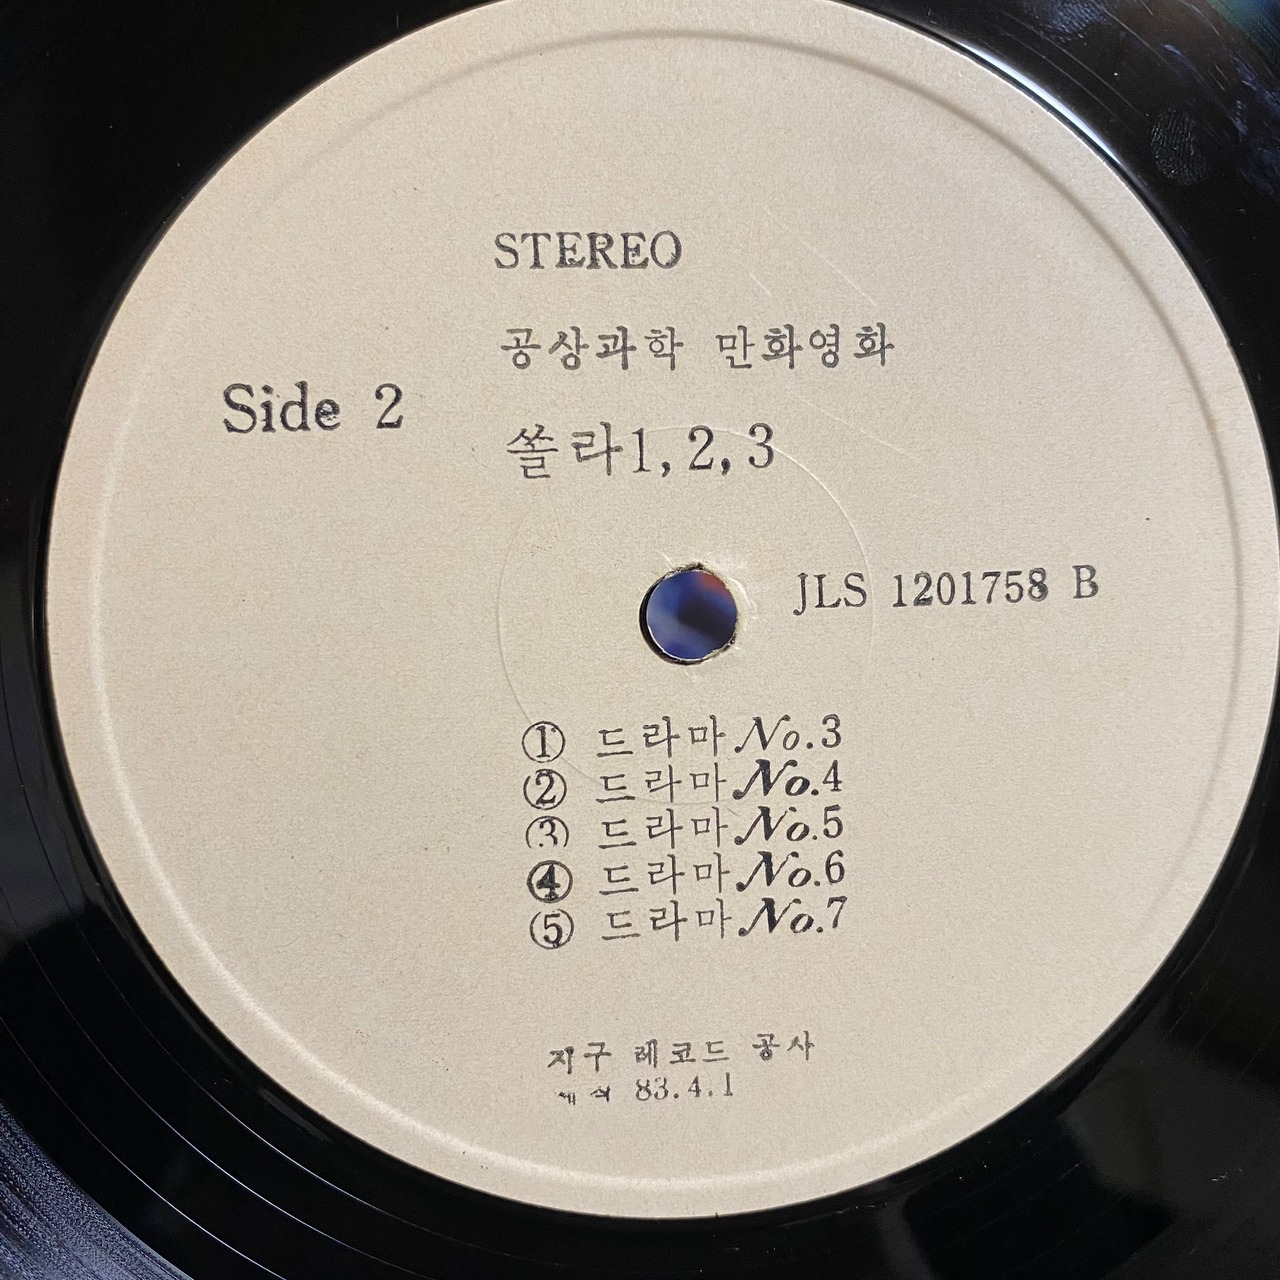 STEREO
공상과학 만화영화
Side 2
쏠라1,2,3
JLS 1201758 B
① 드라마 No.3
② 드라마 No.4
③ 드라마 No.5
④ 드라마 No.6
⑤ 드라마 No.7
지구 레코드 공사
83.4.1